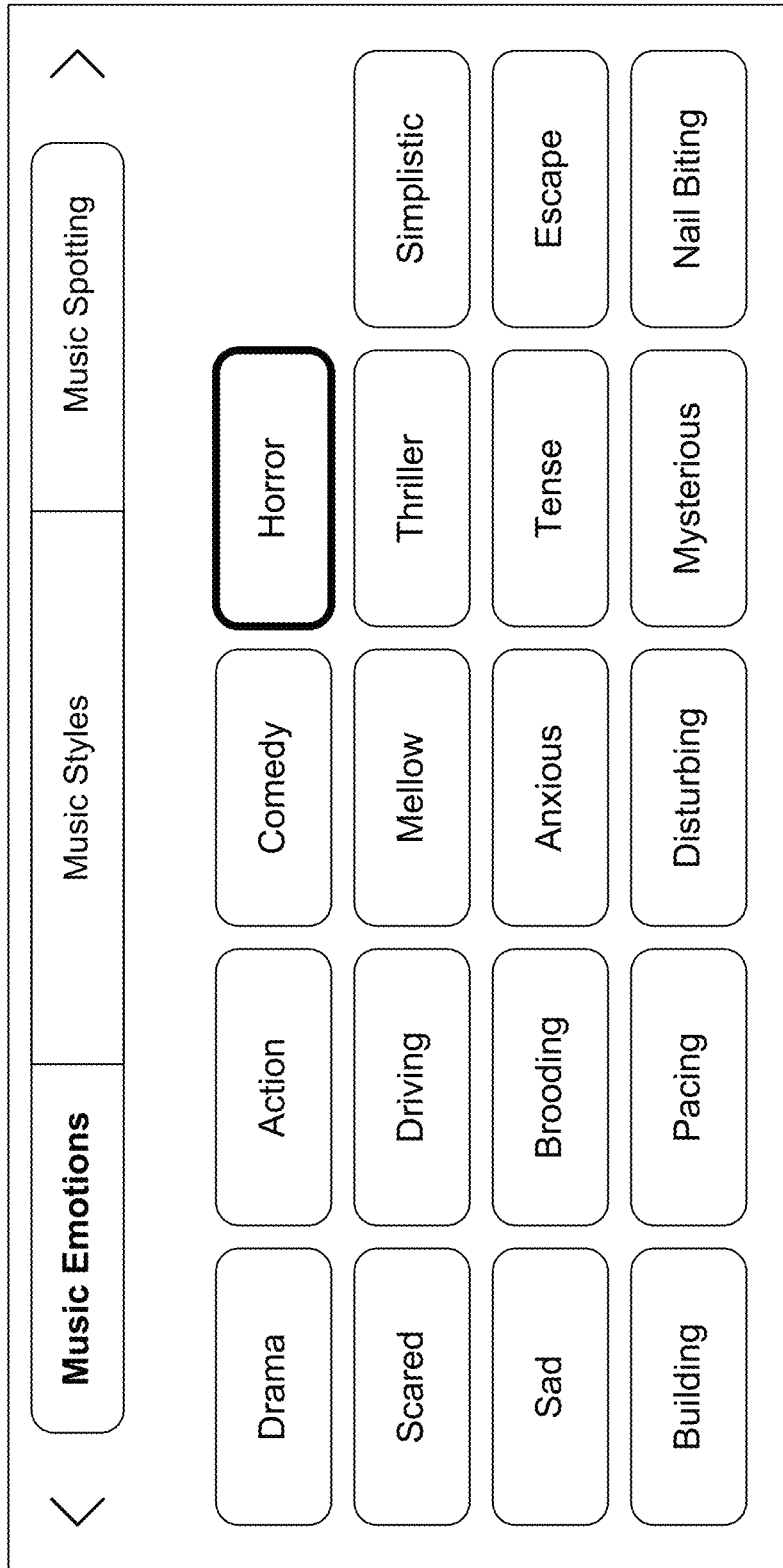 Music Emotions Music Styles Music Spotting
Drama Action Comedy Horror
Scared Driving Mellow Thriller Simplistic
Sad Brooding Anxious Tense Escape
Building Pacing Disturbing Mysterious Nail Biting